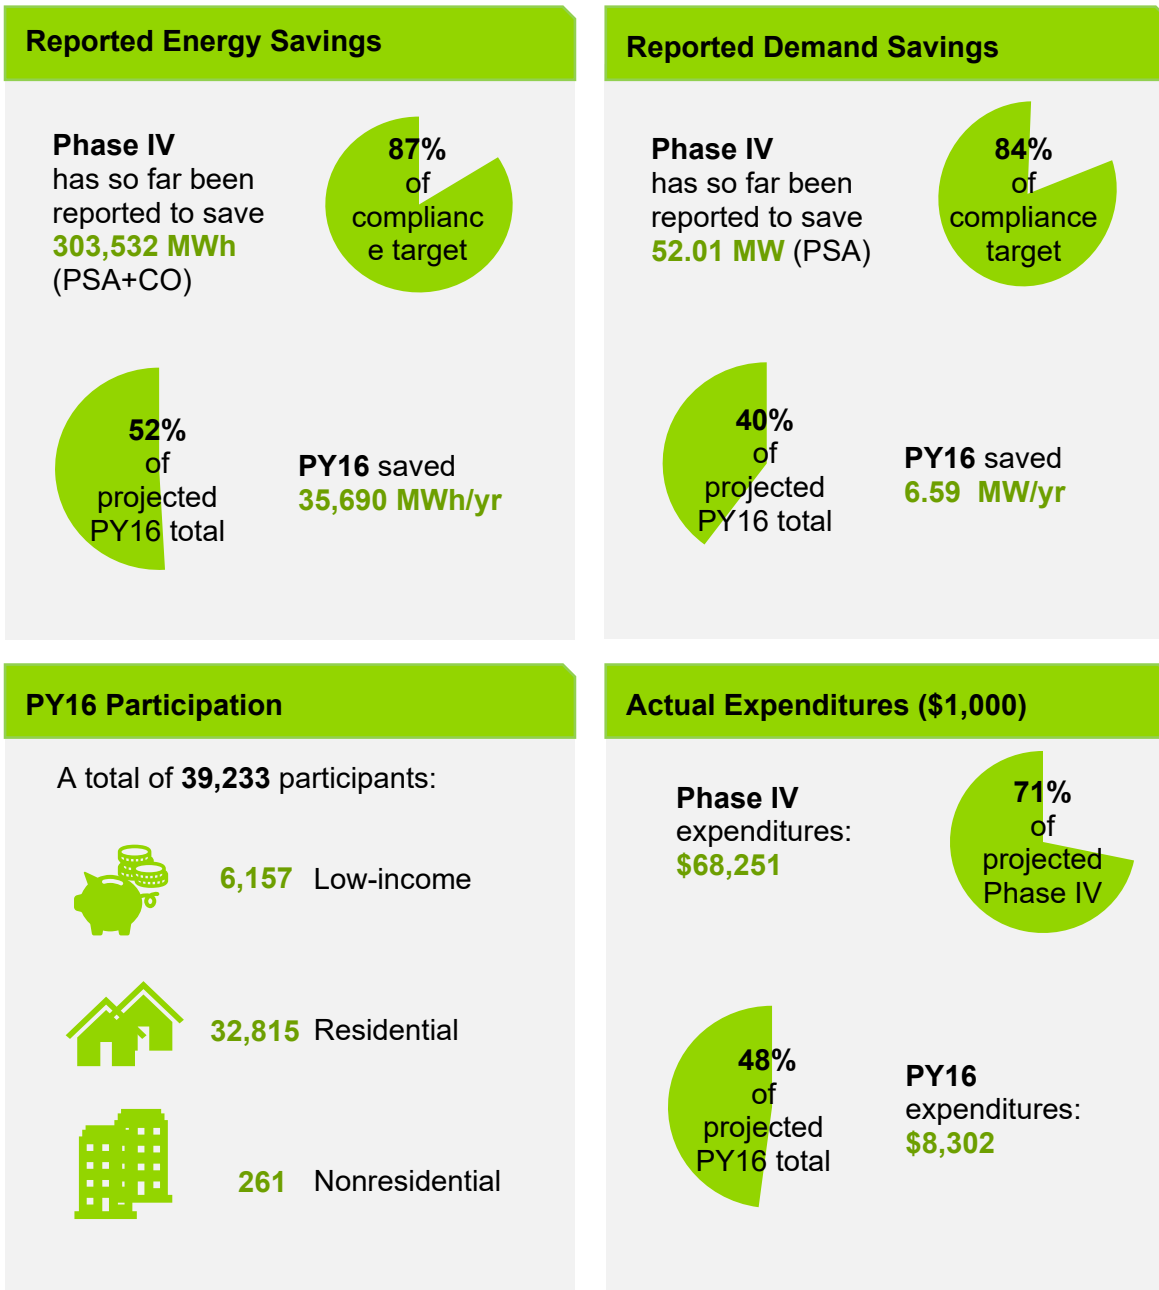 Reported Energy Savings
Phase IV
has so far been
reported to save
303,532 MWh
(PSA+CO)
87%
of
complianc
e target
52%
of
projected
PY16 total
PY16 saved
35,690 MWh/yr
Reported Demand Savings
Phase IV
has so far been
reported to save
52.01 MW (PSA)
84%
of
compliance
target
40%
of
projected
PY16 total
PY16 saved
6.59 MW/yr
PY16 Participation
A total of 39,233 participants:
6,157 Low-income
32,815 Residential
261 Nonresidential
Actual Expenditures ($1,000)
Phase IV
expenditures:
$68,251
71%
of
projected
Phase IV
48%
of
projected
PY16 total
PY16
expenditures:
$8,302